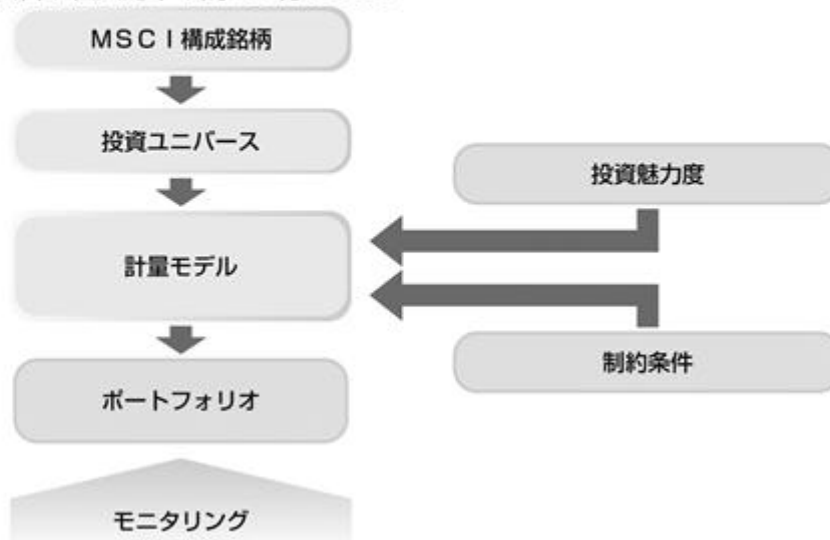 MSCI構成銘柄
投資ユニバース
投資魅力度
計量モデル
制約条件
ポートフォリオ
モニタリング